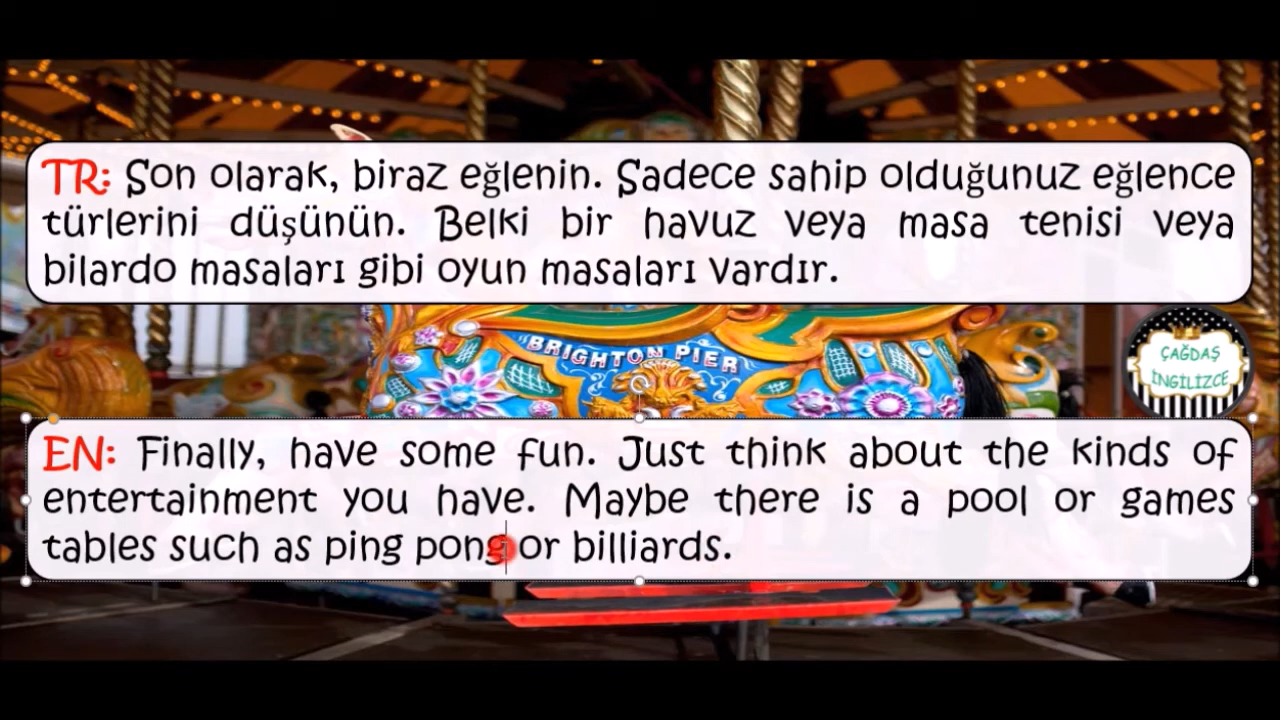 TR: Son olarak, biraz eğlenin. Sadece sahip olduğunuz eğlence
türlerini düşünün. Belki bir havuz veya masa tenisi veya
bilardo masaları gibi oyun masaları vardır.
BRIGHTON PIER
ÇAĞDAŞ
İNGİLİZCE
EN: Finally, have some fun. Just think about the kinds of
entertainment you have. Maybe there is a pool or games
tables such as ping pong or billiards.